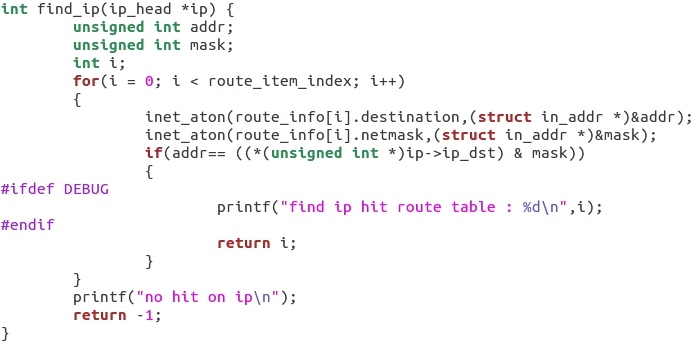 int find_ip(ip_head *ip) {
        unsigned int addr;
        unsigned int mask;
        int i;
        for(i = 0; i < route_item_index; i++)
        {
                inet_aton(route_info[i].destination,(struct in_addr *)&addr);
                inet_aton(route_info[i].netmask,(struct in_addr *)&mask);
                if(addr== ((*(unsigned int *)ip->ip_dst) & mask))
                {
#ifdef DEBUG
                        printf("find ip hit route table : %d\n",i);
#endif
                        return i;
                }
        }
        printf("no hit on ip\n");
        return -1;
}